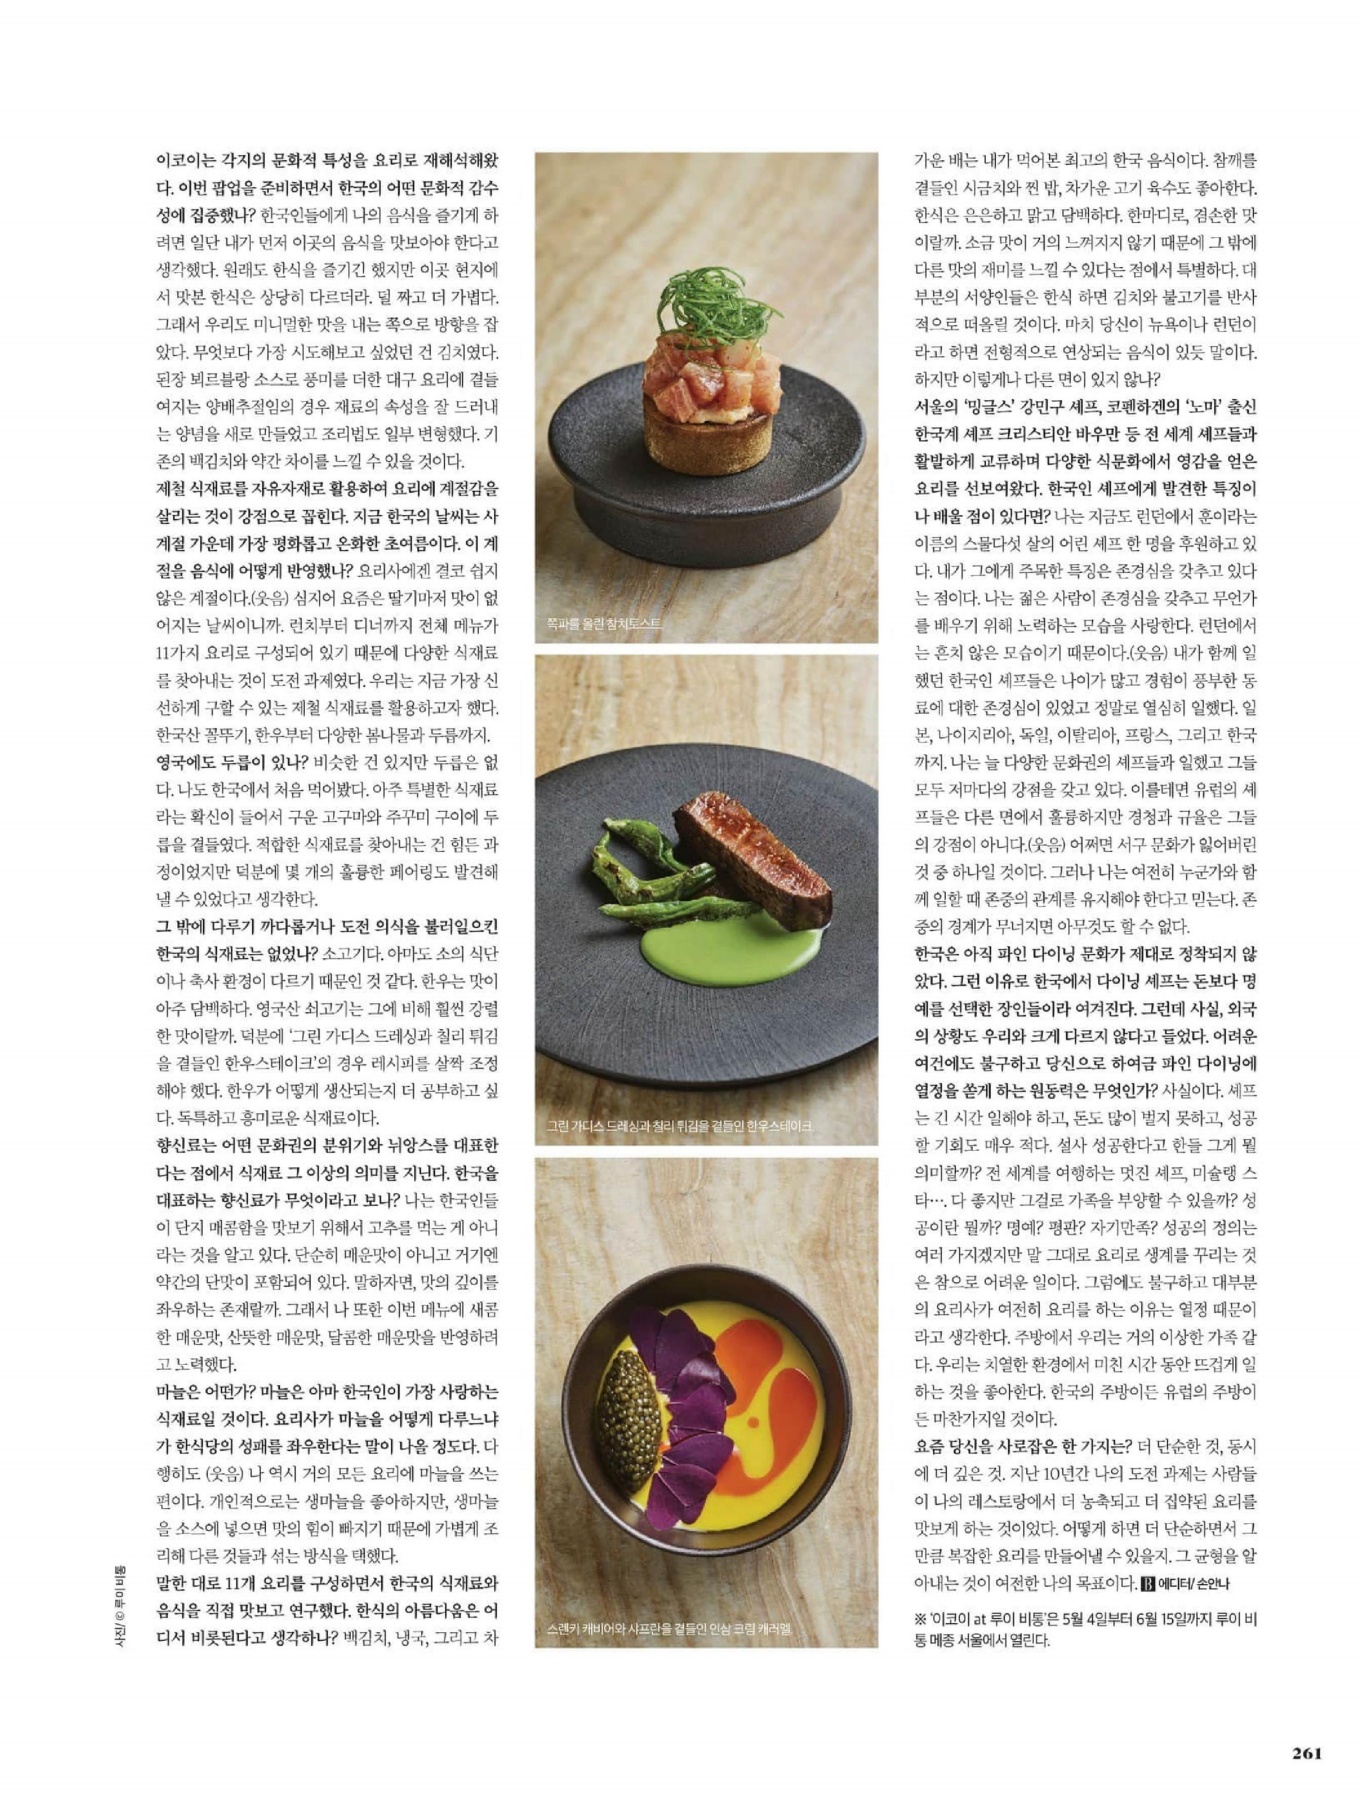 이코이는 각지의 문화적 특성을 요리로 재해석해왔
다. 이번 팝업을 준비하면서 한국의 어떤 문화적 감수
성에 집중했나? 한국인들에게 나의 음식을 즐기게 하
려면 일단 내가 먼저 이곳의 음식을 맛보아야 한다고
생각했다. 원래도 한식을 즐기긴 했지만 이곳 현지에
서 맛본 한식은 상당히 다르더라. 덜 짜고 더 가볍다.
그래서 우리도 미니멀한 맛을 내는 쪽으로 방향을 잡
았다. 무엇보다 가장 시도해보고 싶었던 건 김치였다.
된장 뵈르블랑 소스로 풍미를 더한 대구 요리에 곁들
여지는 양배추절임의 경우 재료의 속성을 잘 드러내
는 양념을 새로 만들었고 조리법도 일부 변형했다. 기
존의 백김치와 약간 차이를 느낄 수 있을 것이다.
제철 식재료를 자유자재로 활용하여 요리에 계절감을
살리는 것이 강점으로 꼽힌다. 지금 한국의 날씨는 사
계절 가운데 가장 평화롭고 온화한 초여름이다. 이 계
절을 음식에 어떻게 반영했나? 요리사에겐 결코 쉽지
않은 계절이다.(웃음) 심지어 요즘은 딸기마저 맛이 없
어지는 날씨이니까. 런치부터 디너까지 전체 메뉴가
11가지 요리로 구성되어 있기 때문에 다양한 식재료
를 찾아내는 것이 도전 과제였다. 우리는 지금 가장 신
선하게 구할 수 있는 제철 식재료를 활용하고자 했다.
한국산 꼴뚜기, 한우부터 다양한 봄나물과 두릅까지.
영국에도 두릅이 있나? 비슷한 건 있지만 두릅은 없
다. 나도 한국에서 처음 먹어봤다. 아주 특별한 식재료
라는 확신이 들어서 구운 고구마와 주꾸미 구이에 두
릅을 곁들였다. 적합한 식재료를 찾아내는 건 힘든 과
정이었지만 덕분에 몇 개의 훌륭한 페어링도 발견해
낼 수 있었다고 생각한다.
그 밖에 다루기 까다롭거나 도전 의식을 불러일으킨
한국의 식재료는 없었나? 소고기다. 아마도 소의 식단
이나 축사 환경이 다르기 때문인 것 같다. 한우는 맛이
아주 담백하다. 영국산 쇠고기는 그에 비해 훨씬 강렬
한 맛이랄까. 덕분에 ‘그린 가디스 드레싱과 칠리 튀김
을 곁들인 한우스테이크’의 경우 레시피를 살짝 조정
해야 했다. 한우가 어떻게 생산되는지 더 공부하고 싶
다. 독특하고 흥미로운 식재료이다.
향신료는 어떤 문화권의 분위기와 뉘앙스를 대표한
다는 점에서 식재료 그 이상의 의미를 지닌다. 한국을
대표하는 향신료가 무엇이라고 보나? 나는 한국인들
이 단지 매콤함을 맛보기 위해서 고추를 먹는 게 아니
라는 것을 알고 있다. 단순히 매운맛이 아니고 거기엔
약간의 단맛이 포함되어 있다. 말하자면, 맛의 깊이를
좌우하는 존재랄까. 그래서 나 또한 이번 메뉴에 새콤
한 매운맛, 산뜻한 매운맛, 달콤한 매운맛을 반영하려
고 노력했다.
마늘은 어떤가? 마늘은 아마 한국인이 가장 사랑하는
식재료일 것이다. 요리사가 마늘을 어떻게 다루느냐
가 한식당의 성패를 좌우한다는 말이 나올 정도다. 다
행히도 (웃음) 나 역시 거의 모든 요리에 마늘을 쓰는
편이다. 개인적으로는 생마늘을 좋아하지만, 생마늘
을 소스에 넣으면 맛의 힘이 빠지기 때문에 가볍게 조
리해 다른 것들과 섞는 방식을 택했다.
말한 대로 11개 요리를 구성하면서 한국의 식재료와
음식을 직접 맛보고 연구했다. 한식의 아름다움은 어
디서 비롯된다고 생각하나? 백김치, 냉국, 그리고 차
사진/ © 루이 비통
쪽파를 올린 참치토스트
그린 가디스 드레싱과 칠리 튀김을 곁들인 한우스테이크
스렌키 캐비어와 사프란을 곁들인 인삼 크림 캐러멜
가운 배는 내가 먹어본 최고의 한국 음식이다. 참깨를
곁들인 시금치와 찐 밥, 차가운 고기 육수도 좋아한다.
한식은 은은하고 맑고 담백하다. 한마디로, 겸손한 맛
이랄까. 소금 맛이 거의 느껴지지 않기 때문에 그 밖에
다른 맛의 재미를 느낄 수 있다는 점에서 특별하다. 대
부분의 서양인들은 한식 하면 김치와 불고기를 반사
적으로 떠올릴 것이다. 마치 당신이 뉴욕이나 런던이
라고 하면 전형적으로 연상되는 음식이 있듯 말이다.
하지만 이렇게나 다른 면이 있지 않나?
서울의 ‘밍글스’ 강민구 셰프, 코펜하겐의 ‘노마’ 출신
한국계 셰프 크리스티안 바우만 등 전 세계 셰프들과
활발하게 교류하며 다양한 식문화에서 영감을 얻은
요리를 선보여왔다. 한국인 셰프에게 발견한 특징이
나 배울 점이 있다면? 나는 지금도 런던에서 훈이라는
이름의 스물다섯 살의 어린 셰프 한 명을 후원하고 있
다. 내가 그에게 주목한 특징은 존경심을 갖추고 있다
는 점이다. 나는 젊은 사람이 존경심을 갖추고 무언가
를 배우기 위해 노력하는 모습을 사랑한다. 런던에서
는 흔치 않은 모습이기 때문이다.(웃음) 내가 함께 일
했던 한국인 셰프들은 나이가 많고 경험이 풍부한 동
료에 대한 존경심이 있었고 정말로 열심히 일했다. 일
본, 나이지리아, 독일, 이탈리아, 프랑스, 그리고 한국
까지. 나는 늘 다양한 문화권의 셰프들과 일했고 그들
모두 저마다의 강점을 갖고 있다. 이를테면 유럽의 셰
프들은 다른 면에서 훌륭하지만 경청과 규율은 그들
의 강점이 아니다.(웃음) 어쩌면 서구 문화가 잃어버린
것 중 하나일 것이다. 그러나 나는 여전히 누군가와 함
께 일할 때 존중의 관계를 유지해야 한다고 믿는다. 존
중의 경계가 무너지면 아무것도 할 수 없다.
한국은 아직 파인 다이닝 문화가 제대로 정착되지 않
았다. 그런 이유로 한국에서 다이닝 셰프는 돈보다 명
예를 선택한 장인들이라 여겨진다. 그런데 사실, 외국
의 상황도 우리와 크게 다르지 않다고 들었다. 어려운
여건에도 불구하고 당신으로 하여금 파인 다이닝에
열정을 쏟게 하는 원동력은 무엇인가? 사실이다. 셰프
는 긴 시간 일해야 하고, 돈도 많이 벌지 못하고, 성공
할 기회도 매우 적다. 설사 성공한다고 한들 그게 뭘
의미할까? 전 세계를 여행하는 멋진 셰프, 미슐랭 스
타…. 다 좋지만 그걸로 가족을 부양할 수 있을까? 성
공이란 뭘까? 명예? 평판? 자기만족? 성공의 정의는
여러 가지겠지만 말 그대로 요리로 생계를 꾸리는 것
은 참으로 어려운 일이다. 그럼에도 불구하고 대부분
의 요리사가 여전히 요리를 하는 이유는 열정 때문이
라고 생각한다. 주방에서 우리는 거의 이상한 가족 같
다. 우리는 치열한 환경에서 미친 시간 동안 뜨겁게 일
하는 것을 좋아한다. 한국의 주방이든 유럽의 주방이
든 마찬가지일 것이다.
요즘 당신을 사로잡은 한 가지는? 더 단순한 것, 동시
에 더 깊은 것. 지난 10년간 나의 도전 과제는 사람들
이 나의 레스토랑에서 더 농축되고 더 집약된 요리를
맛보게 하는 것이었다. 어떻게 하면 더 단순하면서 그
만큼 복잡한 요리를 만들어낼 수 있을지. 그 균형을 알
아내는 것이 여전한 나의 목표이다. B 에디터/ 손안나
※ ‘이코이 at 루이 비통’은 5월 4일부터 6월 15일까지 루이 비
통 메종 서울에서 열린다.
261